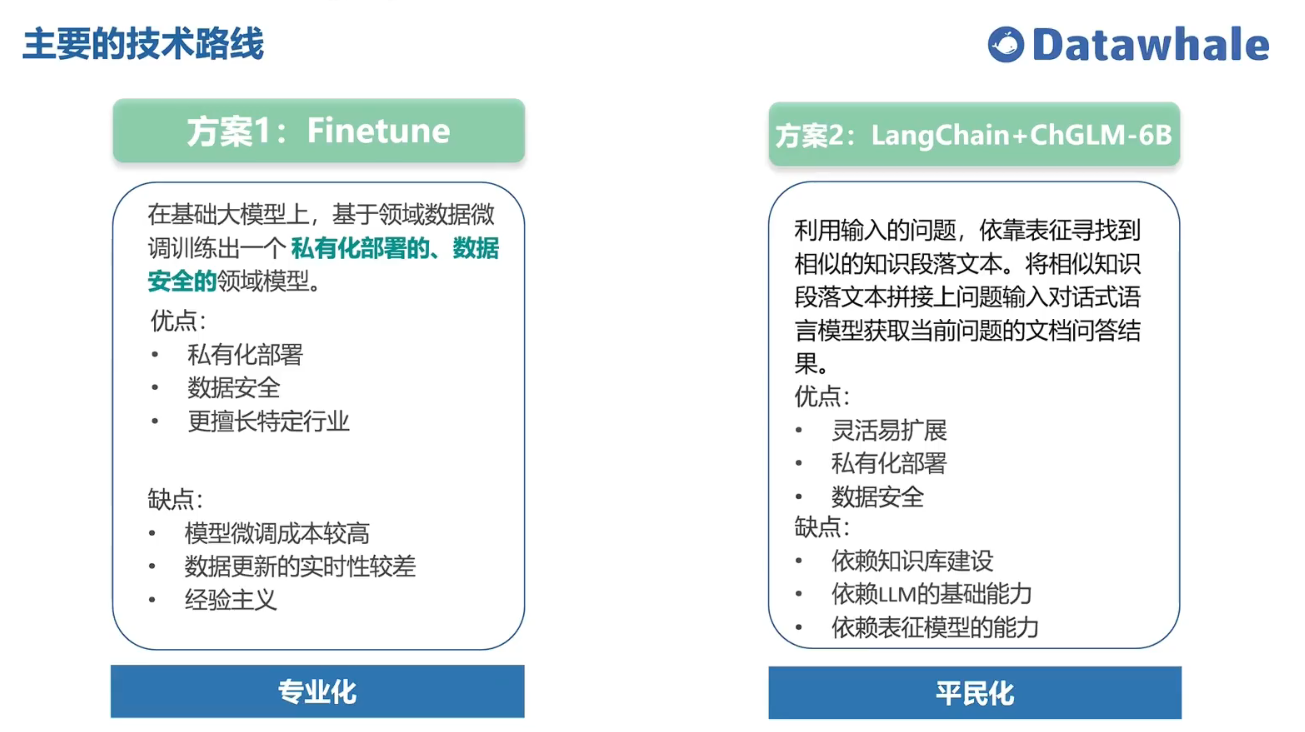 主要的技术路线
Datawhale
方案1：Finetune
在基础大模型上，基于领域数据微
调训练出一个 私有化部署的、数据
安全的领域模型。
优点：
• 私有化部署
• 数据安全
• 更擅长特定行业
缺点：
• 模型微调成本较高
• 数据更新的实时性较差
• 经验主义
专业化
方案2：LangChain+ChGLM-6B
利用输入的问题，依靠表征寻找到
相似的知识段落文本。将相似知识
段落文本拼接上问题输入对话式语
言模型获取当前问题的文档问答结
果。
优点：
• 灵活易扩展
• 私有化部署
• 数据安全
缺点：
• 依赖知识库建设
• 依赖LLM的基础能力
• 依赖表征模型的能力
平民化